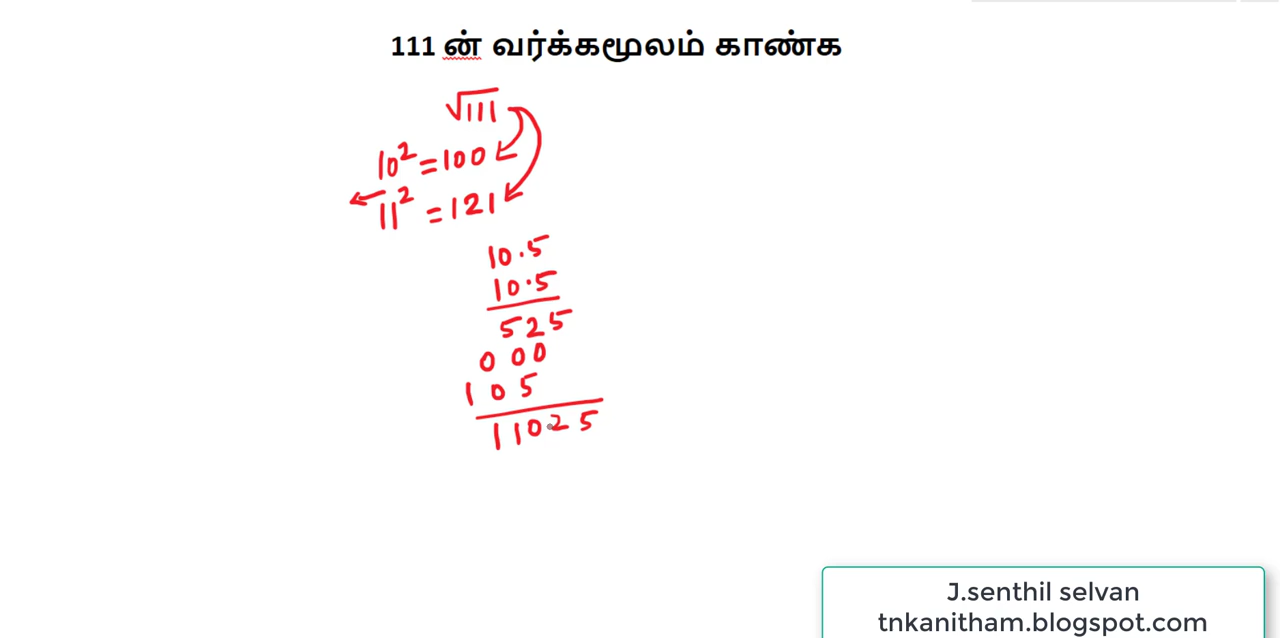 111 ன் வர்க்கமூலம் காண்க
√111
10² = 100
11² = 121
10.5
10.5
525
000
105
11025
J.senthil selvan
tnkanitham.blogspot.com